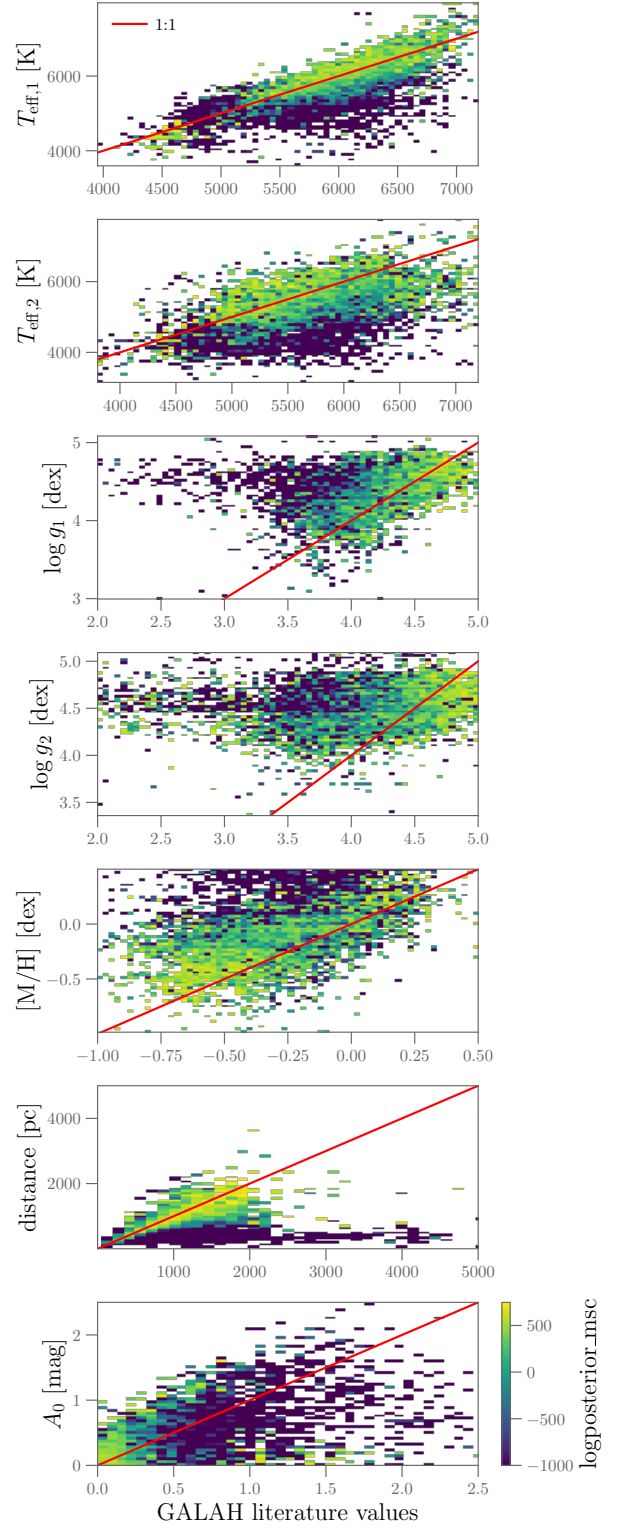 1:1
T_eff,1 [K]
6000
4000
4000 4500 5000 5500 6000 6500 7000
T_eff,2 [K]
6000
4000
4000 4500 5000 5500 6000 6500 7000
log g_1 [dex]
5
4
3
2.0 2.5 3.0 3.5 4.0 4.5 5.0
log g_2 [dex]
5.0
4.5
4.0
3.5
2.0 2.5 3.0 3.5 4.0 4.5 5.0
[M/H] [dex]
0.0
−0.5
−1.00 −0.75 −0.50 −0.25 0.00 0.25 0.50
distance [pc]
4000
2000
1000 2000 3000 4000 5000
A_0 [mag]
2
1
0
0.0 0.5 1.0 1.5 2.0 2.5
GALAH literature values
500
0
−500
−1000
logposterior_msc